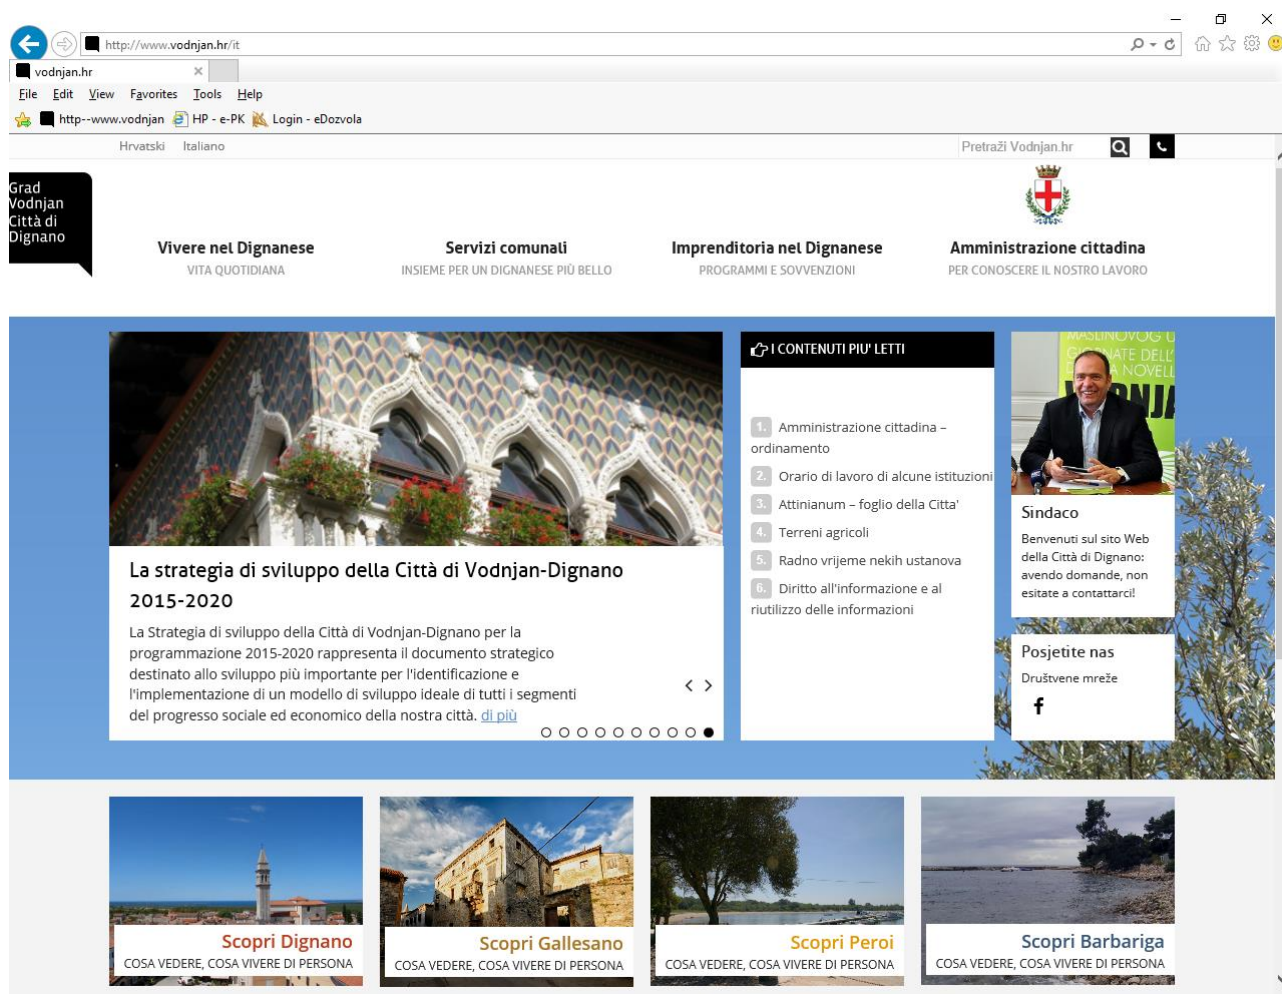 http://www.vodnjan.hr/it
vodnjan.hr
File Edit View Favorites Tools Help
http--www.vodnjan HP - e-PK Login - eDozvola
Hrvatski Italiano
Pretraži Vodnjan.hr
Grad
Vodnjan
Città di
Dignano
Vivere nel Dignanese
VITA QUOTIDIANA
Servizi comunali
INSIEME PER UN DIGNANESE PIÙ BELLO
Imprenditoria nel Dignanese
PROGRAMMI E SOVVENZIONI
Amministrazione cittadina
PER CONOSCERE IL NOSTRO LAVORO
La strategia di sviluppo della Città di Vodnjan-Dignano
2015-2020
La Strategia di sviluppo della Città di Vodnjan-Dignano per la
programmazione 2015-2020 rappresenta il documento strategico
destinato allo sviluppo più importante per l'identificazione e
l'implementazione di un modello di sviluppo ideale di tutti i segmenti
del progresso sociale ed economico della nostra città. di più
I CONTENUTI PIU' LETTI
1. Amministrazione cittadina –
ordinamento
2. Orario di lavoro di alcune istituzioni
3. Attinianum – foglio della Citta'
4. Terreni agricoli
5. Radno vrijeme nekih ustanova
6. Diritto all'informazione e al
riutilizzo delle informazioni
MASLINOVOG U
GIORNATE DELL'
NOVELL
Sindaco
Benvenuti sul sito Web
della Città di Dignano:
avendo domande, non
esitate a contattarci!
Posjetite nas
Društvene mreže
Scopri Dignano
COSA VEDERE, COSA VIVERE DI PERSONA
Scopri Gallesano
COSA VEDERE, COSA VIVERE DI PERSONA
Scopri Peroi
COSA VEDERE, COSA VIVERE DI PERSONA
Scopri Barbariga
COSA VEDERE, COSA VIVERE DI PERSONA